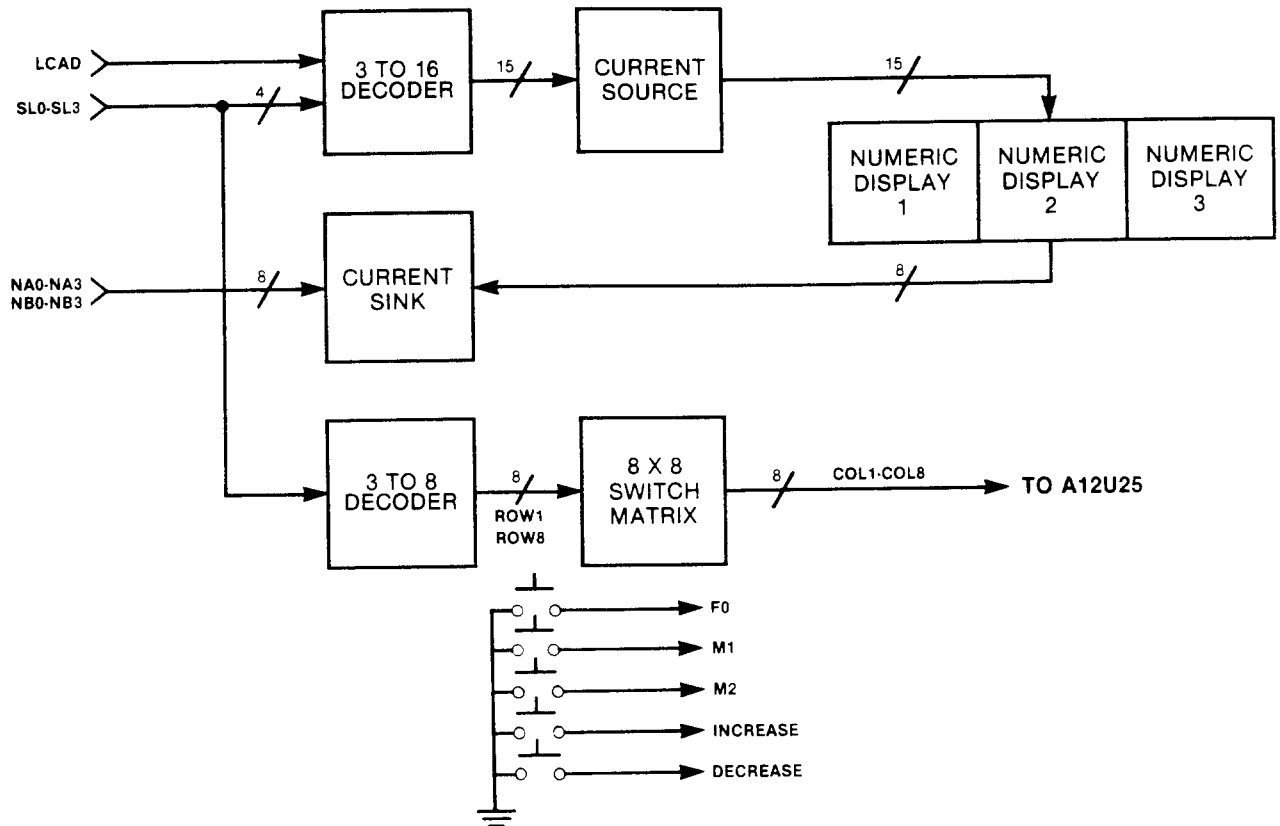 LCAD
SL0-SL3
4
3 TO 16
DECODER
15
CURRENT
SOURCE
15
NUMERIC
DISPLAY
1
NUMERIC
DISPLAY
2
NUMERIC
DISPLAY
3
NA0-NA3
NB0-NB3
8
CURRENT
SINK
8
3 TO 8
DECODER
8
ROW1
ROW8
8 X 8
SWITCH
MATRIX
8
COL1-COL8
TO A12U25
F0
M1
M2
INCREASE
DECREASE